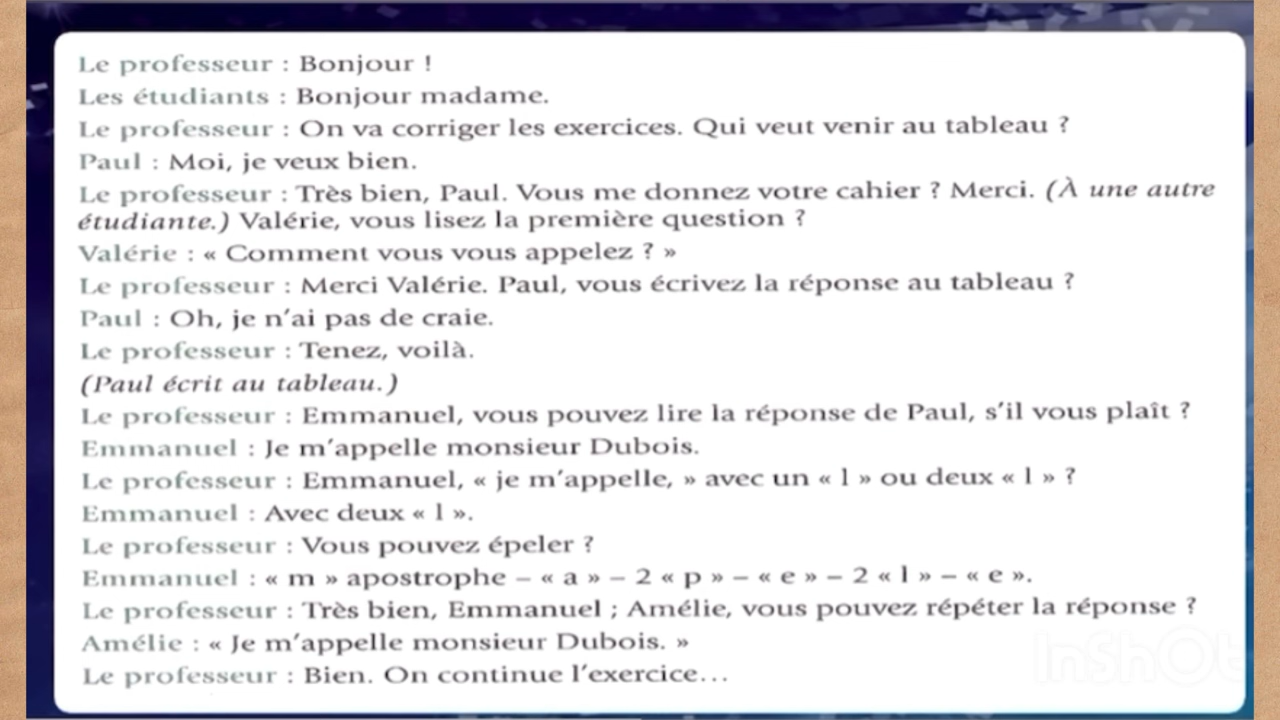 Le professeur : Bonjour !
Les étudiants : Bonjour madame.
Le professeur : On va corriger les exercices. Qui veut venir au tableau ?
Paul : Moi, je veux bien.
Le professeur : Très bien, Paul. Vous me donnez votre cahier ? Merci. (À une autre
étudiante.) Valérie, vous lisez la première question ?
Valérie : « Comment vous vous appelez ? »
Le professeur : Merci Valérie. Paul, vous écrivez la réponse au tableau ?
Paul : Oh, je n'ai pas de craie.
Le professeur : Tenez, voilà.
(Paul écrit au tableau.)
Le professeur : Emmanuel, vous pouvez lire la réponse de Paul, s'il vous plaît ?
Emmanuel : Je m'appelle monsieur Dubois.
Le professeur : Emmanuel, « je m'appelle, » avec un « l » ou deux « l » ?
Emmanuel : Avec deux « l ».
Le professeur : Vous pouvez épeler ?
Emmanuel : « m » apostrophe – « a » – 2 « p » – « e » – 2 « l » – « e ».
Le professeur : Très bien, Emmanuel ; Amélie, vous pouvez répéter la réponse ?
Amélie : « Je m'appelle monsieur Dubois. »
Le professeur : Bien. On continue l'exercice…
InShOt